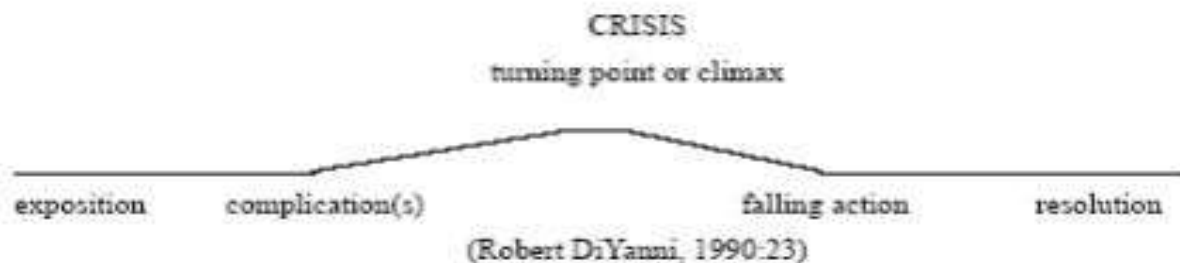 CRISIS
turning point or climax
exposition complication(s) falling action resolution
(Robert DiYanni, 1990:23)